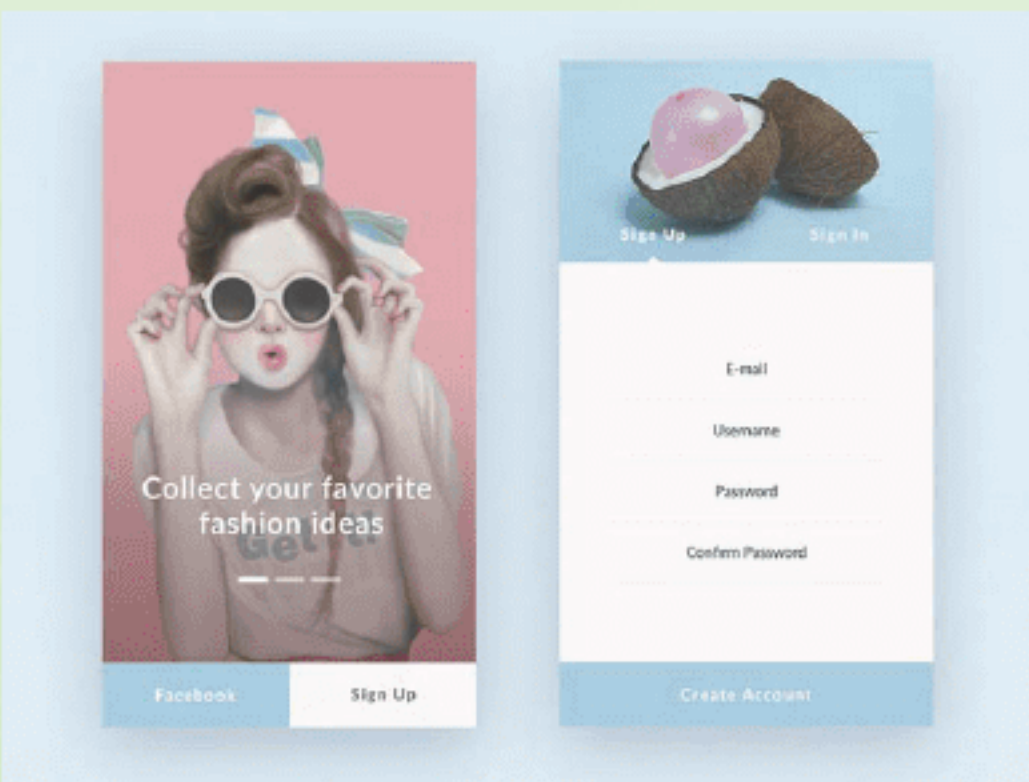 Collect your favorite
fashion ideas
Facebook
Sign Up
Sign Up
Sign In
E-mail
Username
Password
Confirm Password
Create Account